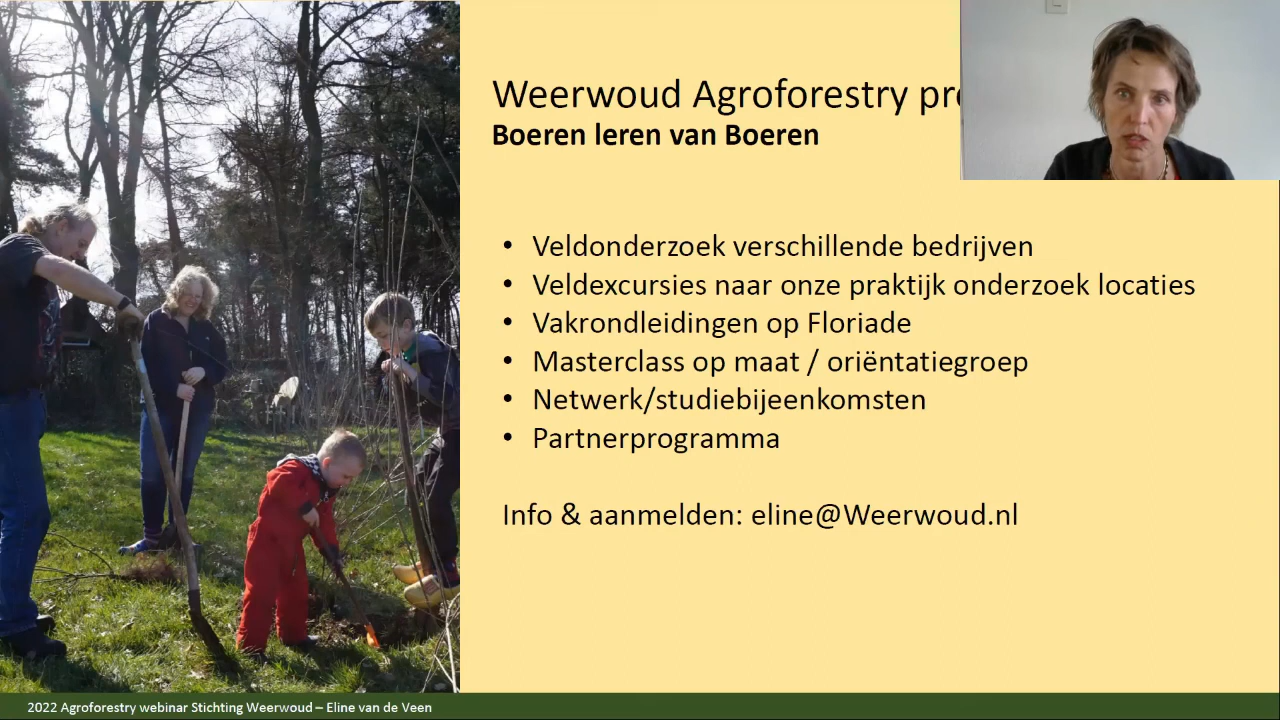 Weerwoud Agroforestry
Boeren leren van Boeren
• Veldonderzoek verschillende bedrijven
• Veldexcursies naar onze praktijk onderzoek locaties
• Vakrondleidingen op Floriade
• Masterclass op maat / oriëntatiegroep
• Netwerk/studiebijeenkomsten
• Partnerprogramma
Info & aanmelden: eline@Weerwoud.nl
2022 Agroforestry webinar Stichting Weerwoud – Eline van de Veen